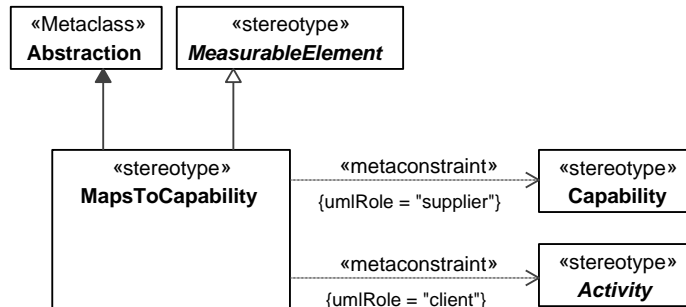 «Metaclass»
Abstraction
«stereotype»
MeasurableElement
«stereotype»
MapsToCapability
«metaconstraint»
{umlRole = "supplier"}
«stereotype»
Capability
«metaconstraint»
{umlRole = "client"}
«stereotype»
Activity